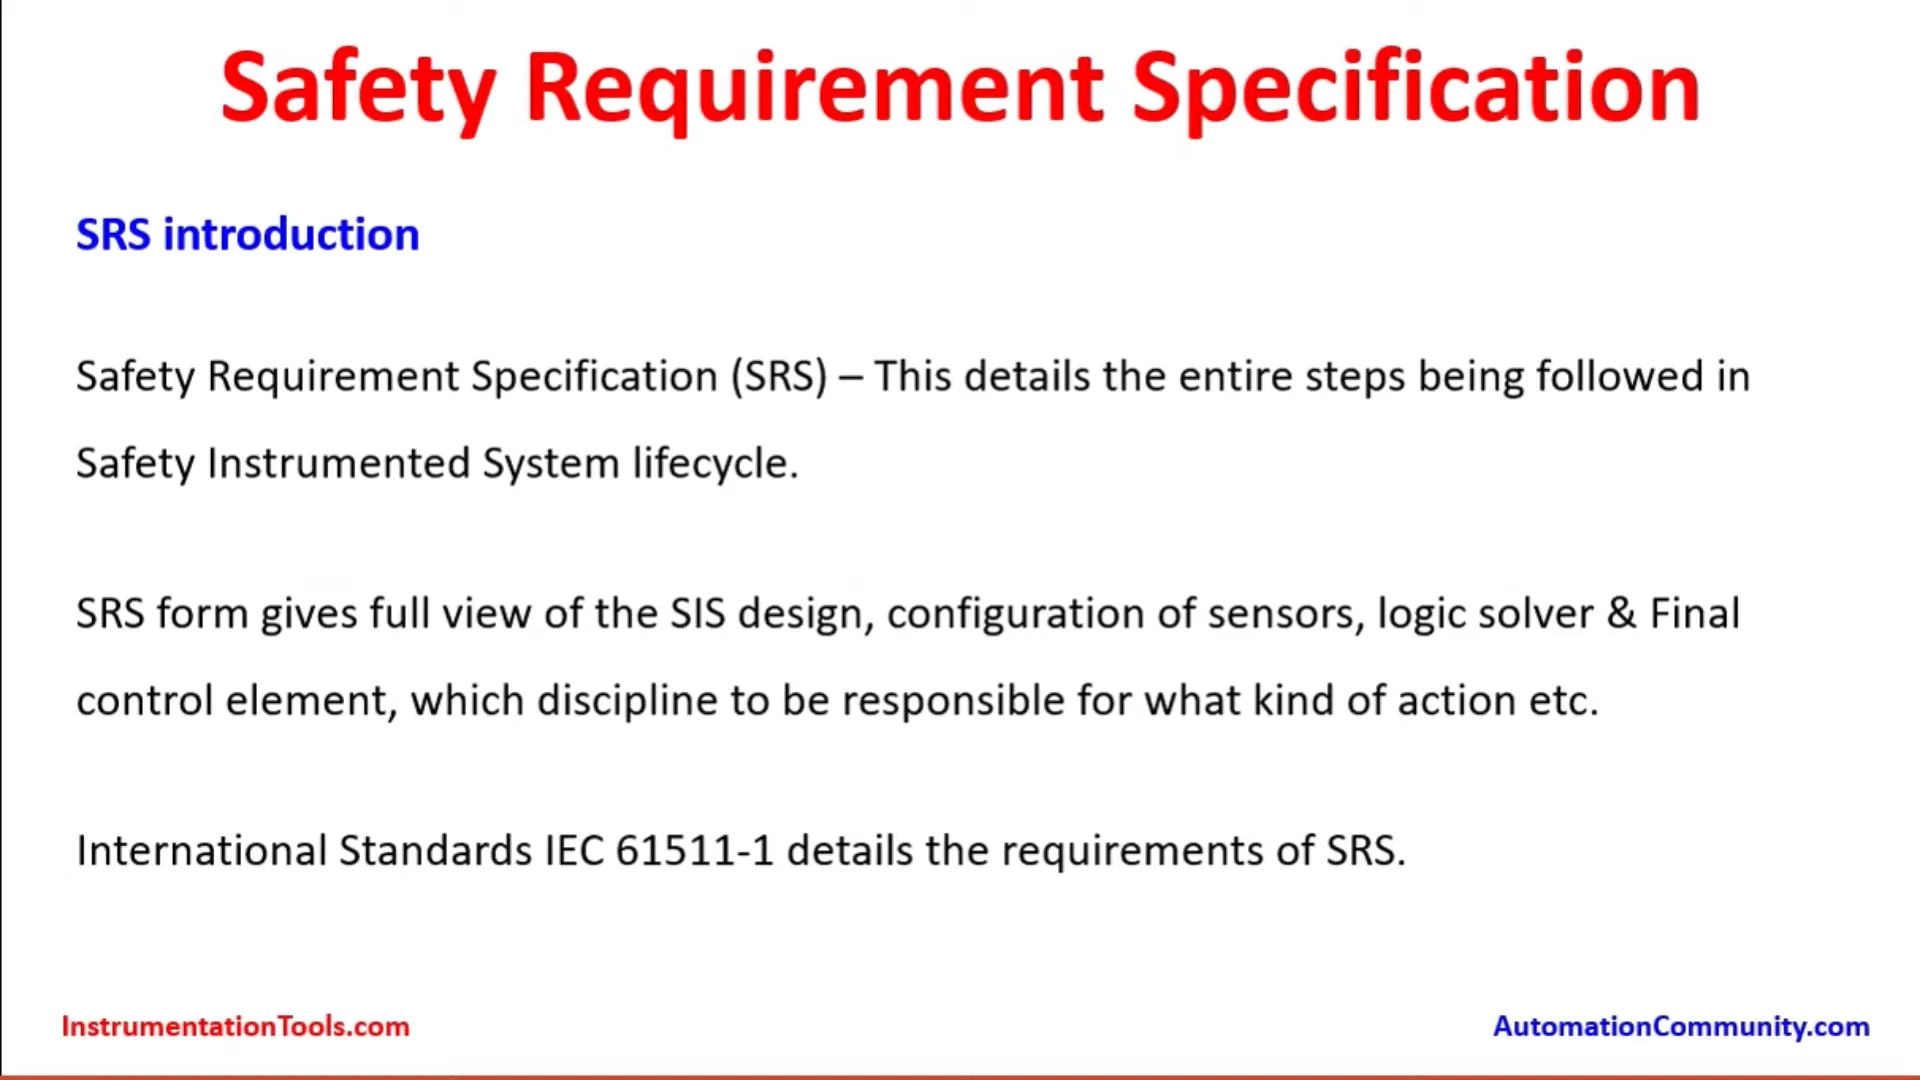 Safety Requirement Specification
SRS introduction
Safety Requirement Specification (SRS) – This details the entire steps being followed in
Safety Instrumented System lifecycle.
SRS form gives full view of the SIS design, configuration of sensors, logic solver & Final
control element, which discipline to be responsible for what kind of action etc.
International Standards IEC 61511-1 details the requirements of SRS.
InstrumentationTools.com
AutomationCommunity.com